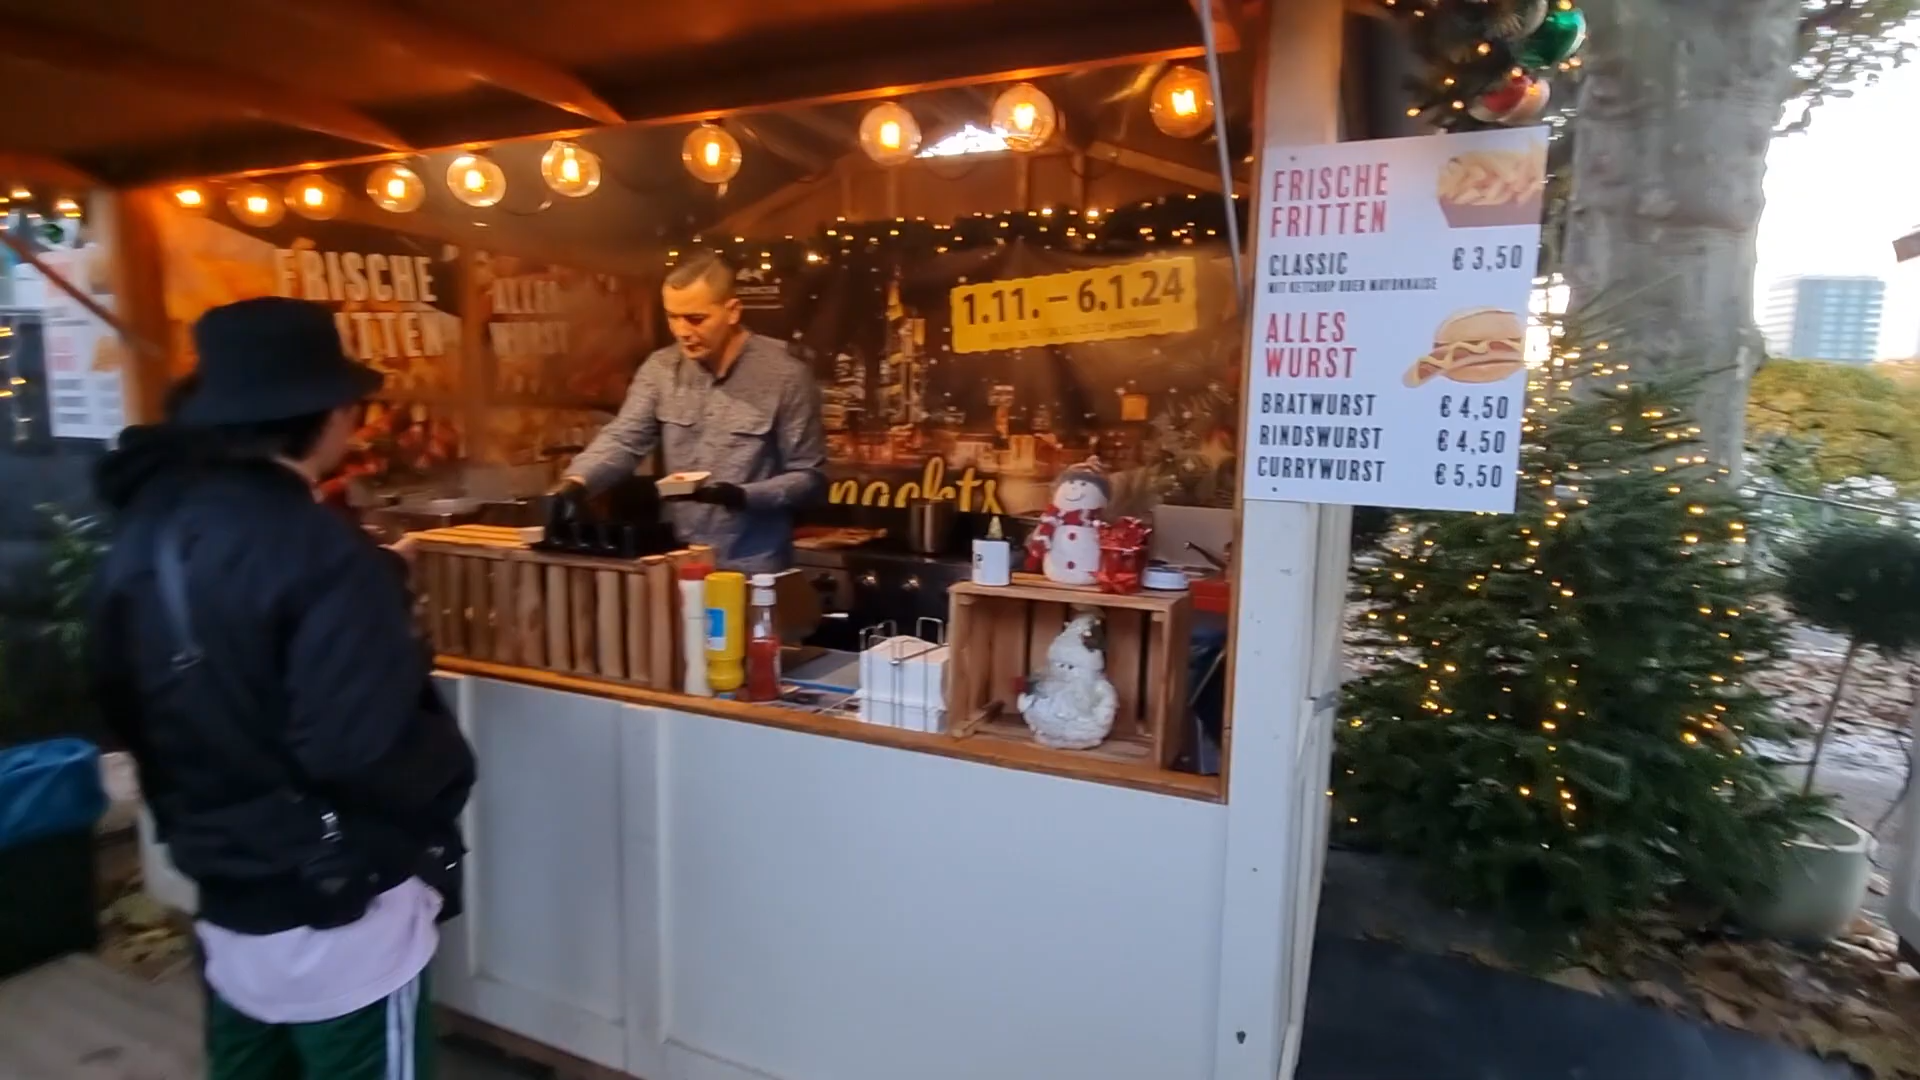 FRISCHE
FRITTEN
ALLES
WURST
1.11. – 6.1.24
nachts
FRISCHE
FRITTEN
CLASSIC € 3,50
MIT KETCHUP ODER MAYONNAISE
ALLES
WURST
BRATWURST € 4,50
RINDSWURST € 4,50
CURRYWURST € 5,50